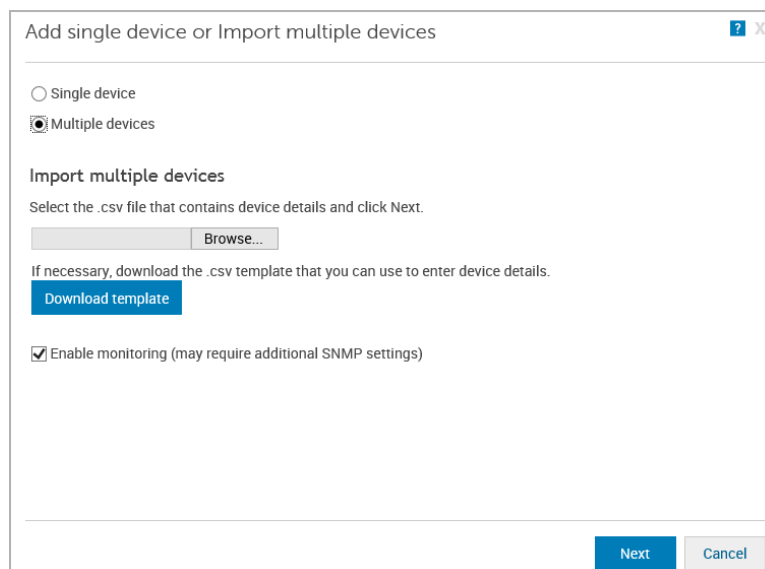 Add single device or Import multiple devices
? X
Single device
Multiple devices
Import multiple devices
Select the .csv file that contains device details and click Next.
Browse...
If necessary, download the .csv template that you can use to enter device details.
Download template
Enable monitoring (may require additional SNMP settings)
Next Cancel